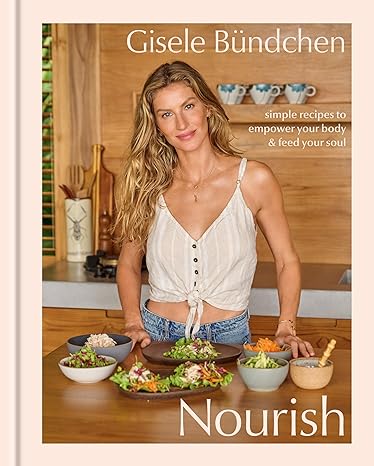 Gisele Bündchen
simple recipes to
empower your body
& feed your soul
Nourish